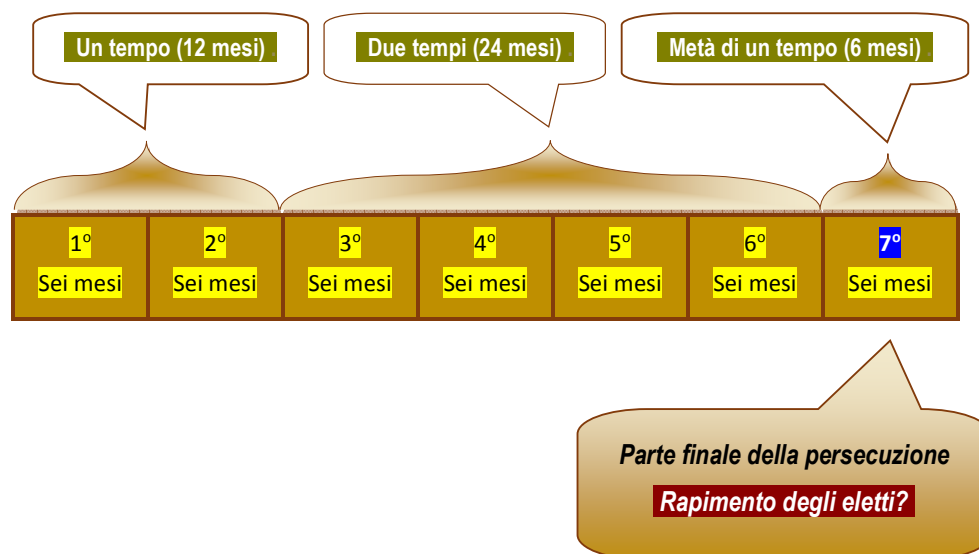 Un tempo (12 mesi)
Due tempi (24 mesi)
Metà di un tempo (6 mesi)
1º
2º
3º
4º
5º
6º
7º
Sei mesi
Sei mesi
Sei mesi
Sei mesi
Sei mesi
Sei mesi
Sei mesi
Parte finale della persecuzione
Rapimento degli eletti?